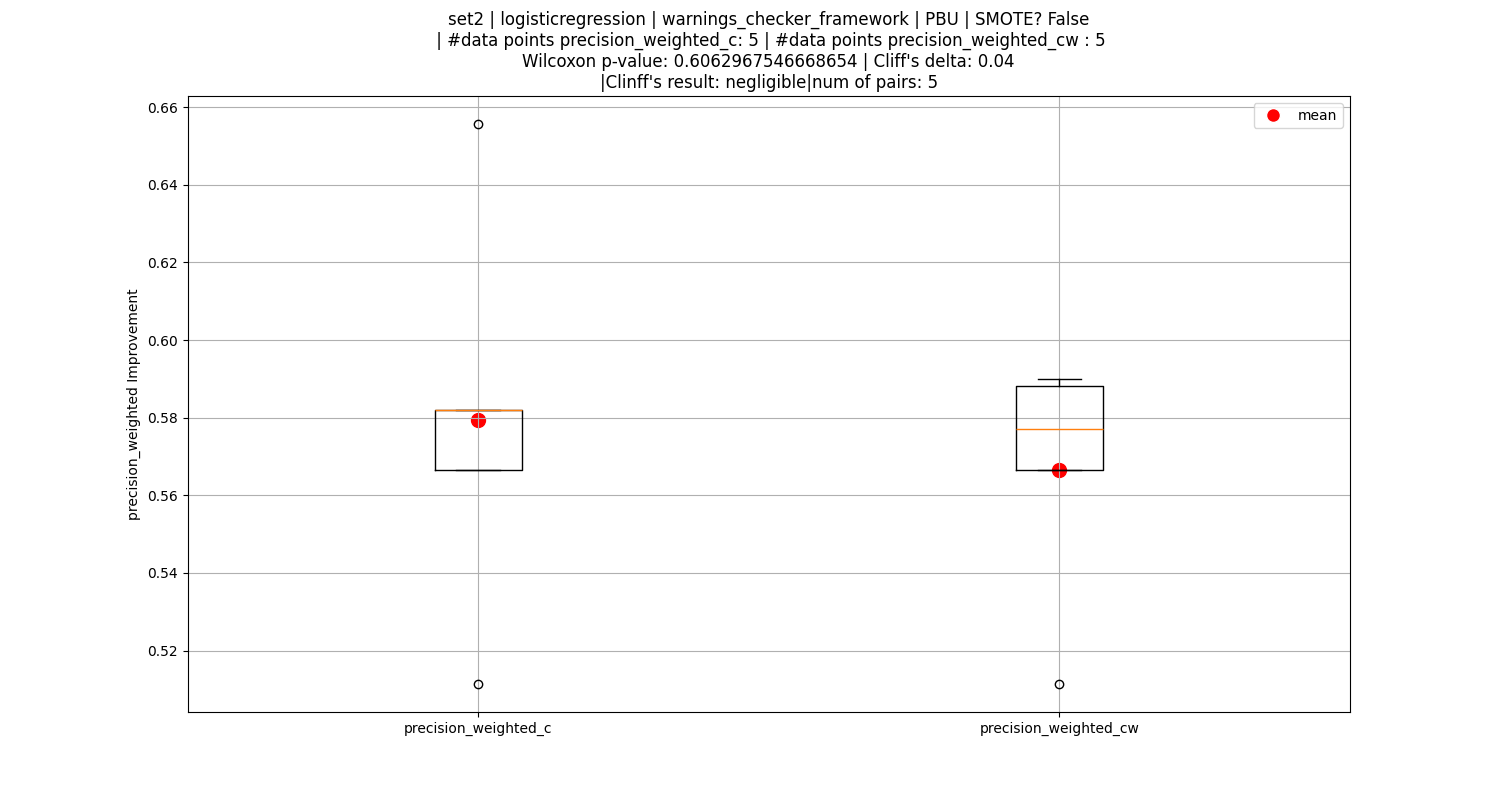 set2 | logisticregression | warnings_checker_framework | PBU | SMOTE? False
| #data points precision_weighted_c: 5 | #data points precision_weighted_cw : 5
Wilcoxon p-value: 0.6062967546668654 | Cliff's delta: 0.04
|Clinff's result: negligible|num of pairs: 5
mean
0.66
0.64
0.62
0.60
0.58
0.56
0.54
0.52
precision_weighted Improvement
precision_weighted_c
precision_weighted_cw